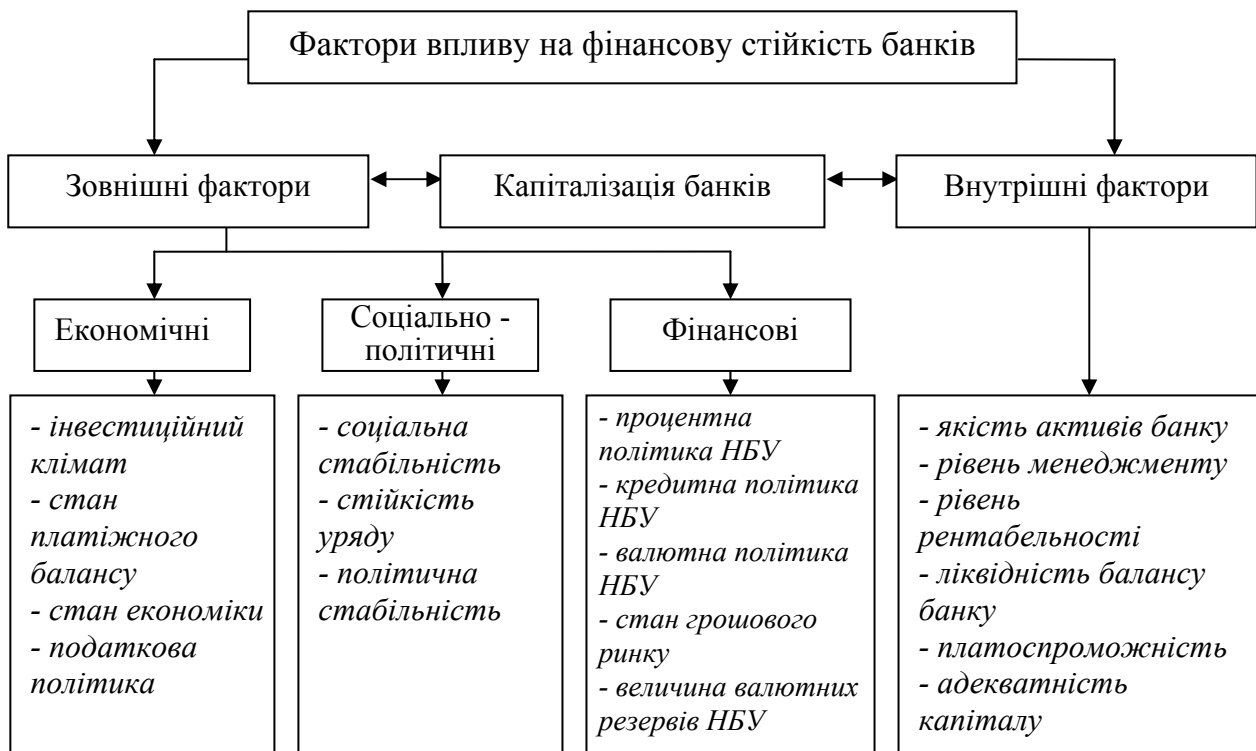 Фактори впливу на фінансову стійкість банків
Зовнішні фактори
Капіталізація банків
Внутрішні фактори
Економічні
Соціально -
політичні
Фінансові
- інвестиційний
клімат
- стан
платіжного
балансу
- стан економіки
- податкова
політика
- соціальна
стабільність
- стійкість
уряду
- політична
стабільність
- процентна
політика НБУ
- кредитна політика
НБУ
- валютна політика
НБУ
- стан грошового
ринку
- величина валютних
резервів НБУ
- якість активів банку
- рівень менеджменту
- рівень
рентабельності
- ліквідність балансу
банку
- платоспроможність
- адекватність
капіталу